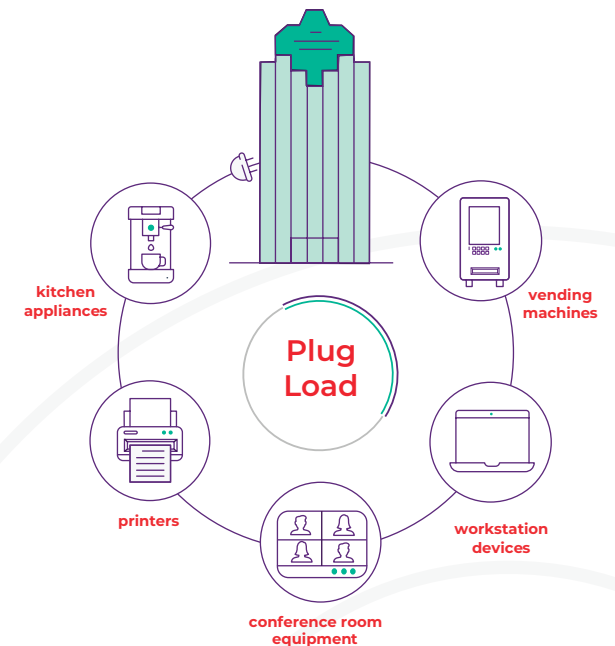 kitchen
appliances
vending
machines
Plug
Load
printers
workstation
devices
conference room
equipment